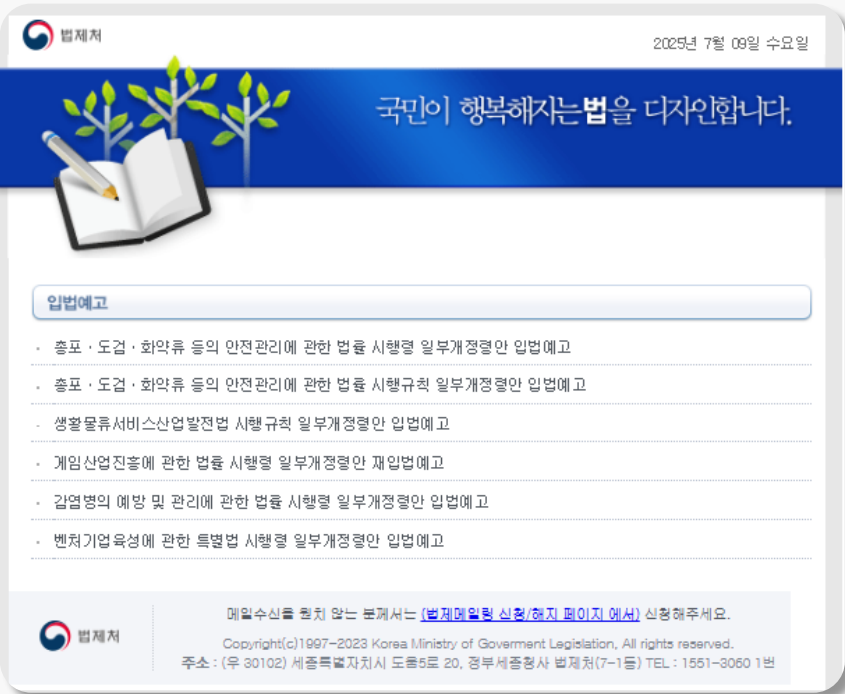 법제처
2025년 7월 09일 수요일
국민이 행복해지는법을 디자인합니다.
입법예고
총포ㆍ도검ㆍ화약류 등의 안전관리에 관한 법률 시행령 일부개정령안 입법예고
총포ㆍ도검ㆍ화약류 등의 안전관리에 관한 법률 시행규칙 일부개정령안 입법예고
생활물류서비스산업발전법 시행규칙 일부개정령안 입법예고
게임산업진흥에 관한 법률 시행령 일부개정령안 재입법예고
감염병의 예방 및 관리에 관한 법률 시행령 일부개정령안 입법예고
벤처기업육성에 관한 특별법 시행령 일부개정령안 입법예고
메일수신을 원치 않는 분께서는 (법제메일링 신청/해지 페이지 에서) 신청해주세요.
법제처
Copyright(c)1997-2023 Korea Ministry of Goverment Legislation, All rights reserved.
주소 : (우 30102) 세종특별자치시 도움5로 20, 정부세종청사 법제처(7-1동) TEL : 1551-3060 1번